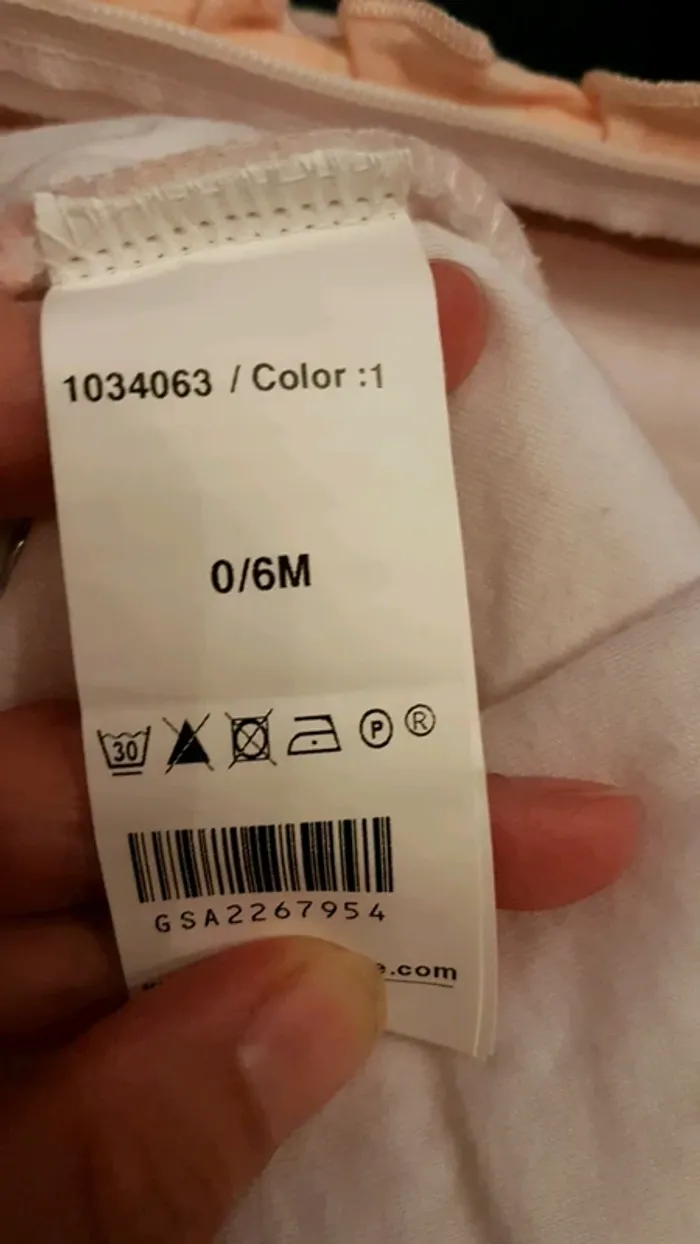 1034063 / Color :1
0/6M
30 P ®
GSA2267954
.com